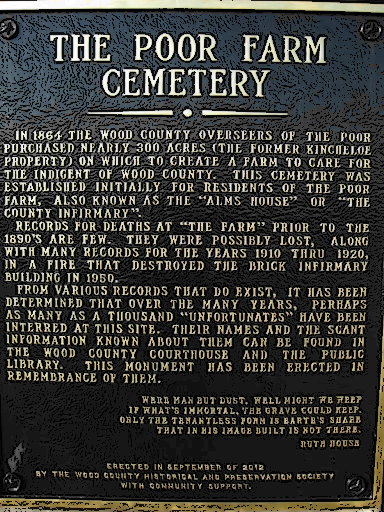 THE POOR FARM
CEMETERY
IN 1864 THE WOOD COUNTY OVERSEERS OF THE POOR
PURCHASED NEARLY 300 ACRES (THE FORMER KINCHELOE
PROPERTY) ON WHICH TO CREATE A FARM TO CARE FOR
THE INDIGENT OF WOOD COUNTY. THIS CEMETERY WAS
ESTABLISHED INITIALLY FOR RESIDENTS OF THE POOR
FARM, ALSO KNOWN AS THE "ALMS HOUSE" OR "THE
COUNTY INFIRMARY".
RECORDS FOR DEATHS AT "THE FARM" PRIOR TO THE
1890'S ARE FEW. THEY WERE POSSIBLY LOST, ALONG
WITH MANY RECORDS FOR THE YEARS 1910 THRU 1920,
IN A FIRE THAT DESTROYED THE BRICK INFIRMARY
BUILDING IN 1950.
FROM VARIOUS RECORDS THAT DO EXIST, IT HAS BEEN
DETERMINED THAT OVER THE MANY YEARS, PERHAPS
AS MANY AS A THOUSAND "UNFORTUNATES" HAVE BEEN
INTERRED AT THIS SITE. THEIR NAMES AND THE SCANT
INFORMATION KNOWN ABOUT THEM CAN BE FOUND IN
THE WOOD COUNTY COURTHOUSE AND THE PUBLIC
LIBRARY. THIS MONUMENT HAS BEEN ERECTED IN
REMEMBRANCE OF THEM.
WERE MAN BUT DUST, WELL MIGHT WE WEEP
IF WHAT'S IMMORTAL, THE GRAVE COULD KEEP.
ONLY THE TENANTLESS FORM IS EARTH'S SHARE
THAT IN HIS IMAGE BUILT IS NOT THERE.
RUTH HOUSE
ERECTED IN SEPTEMBER OF 2012
BY THE WOOD COUNTY HISTORICAL AND PRESERVATION SOCIETY
WITH COMMUNITY SUPPORT.